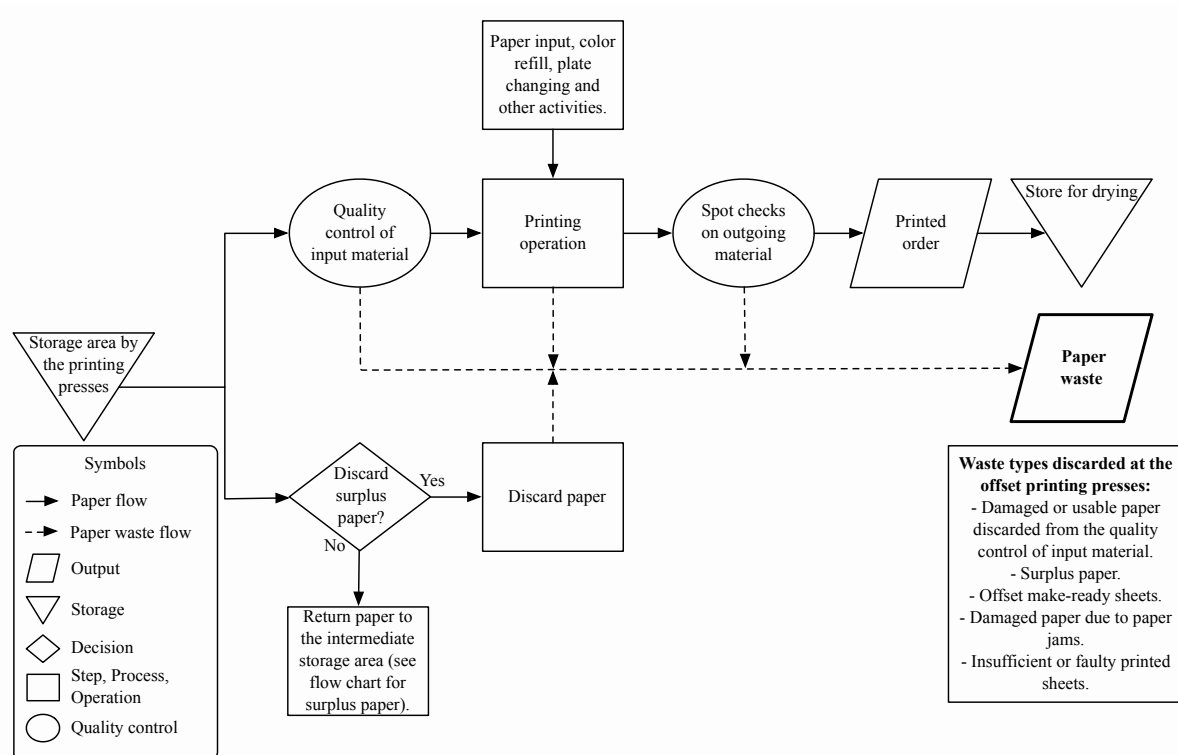 Paper input, color
refill, plate
changing and
other activities.
Quality
control of
input material
Printing
operation
Spot checks
on outgoing
material
Printed
order
Store for drying
Storage area by
the printing
presses
Paper
waste
Symbols
Paper flow
Paper waste flow
Output
Storage
Decision
Step, Process,
Operation
Quality control
Discard
surplus
paper?
Yes
No
Discard paper
Return paper to
the intermediate
storage area (see
flow chart for
surplus paper).
Waste types discarded at the
offset printing presses:
- Damaged or usable paper
discarded from the quality
control of input material.
- Surplus paper.
- Offset make-ready sheets.
- Damaged paper due to paper
jams.
- Insufficient or faulty printed
sheets.